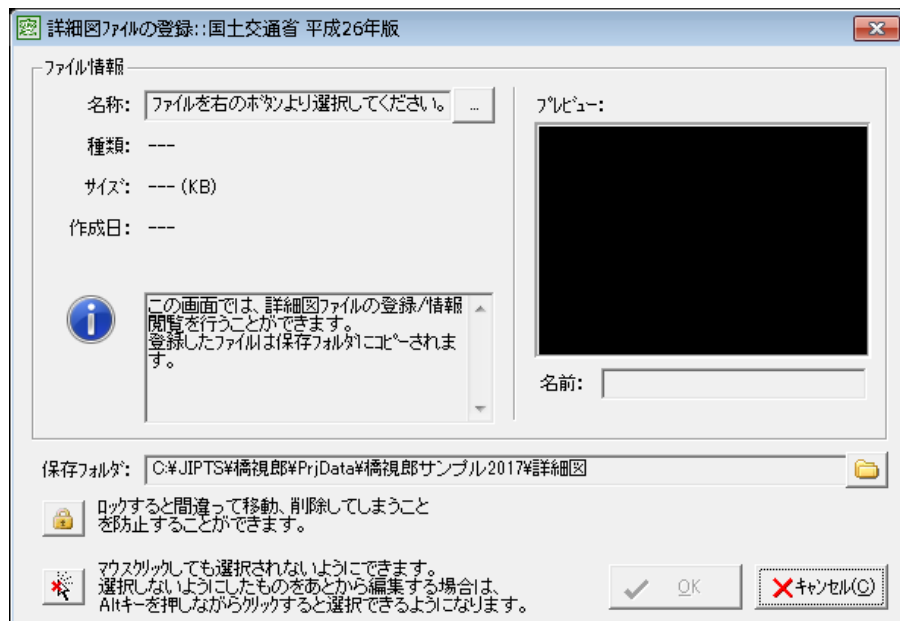 詳細図ファイルの登録::国土交通省 平成26年版
ファイル情報
名称: ファイルを右のボタンより選択してください。 ...
種類: ---
サイズ: --- (KB)
作成日: ---
この画面では、詳細図ファイルの登録/情報
閲覧を行うことができます。
登録したファイルは保存フォルダにコピーされま
す。
プレビュー:
名前:
保存フォルダ: C:¥JIPTS¥橋視郎¥PrjData¥橋視郎サンプル2017¥詳細図
ロックすると間違って移動、削除してしまうこと
を防止することができます。
マウスクリックしても選択されないようにできます。
選択しないようにしたものをあとから編集する場合は、
Altキーを押しながらクリックすると選択できるようになります。
OK
キャンセル(C)